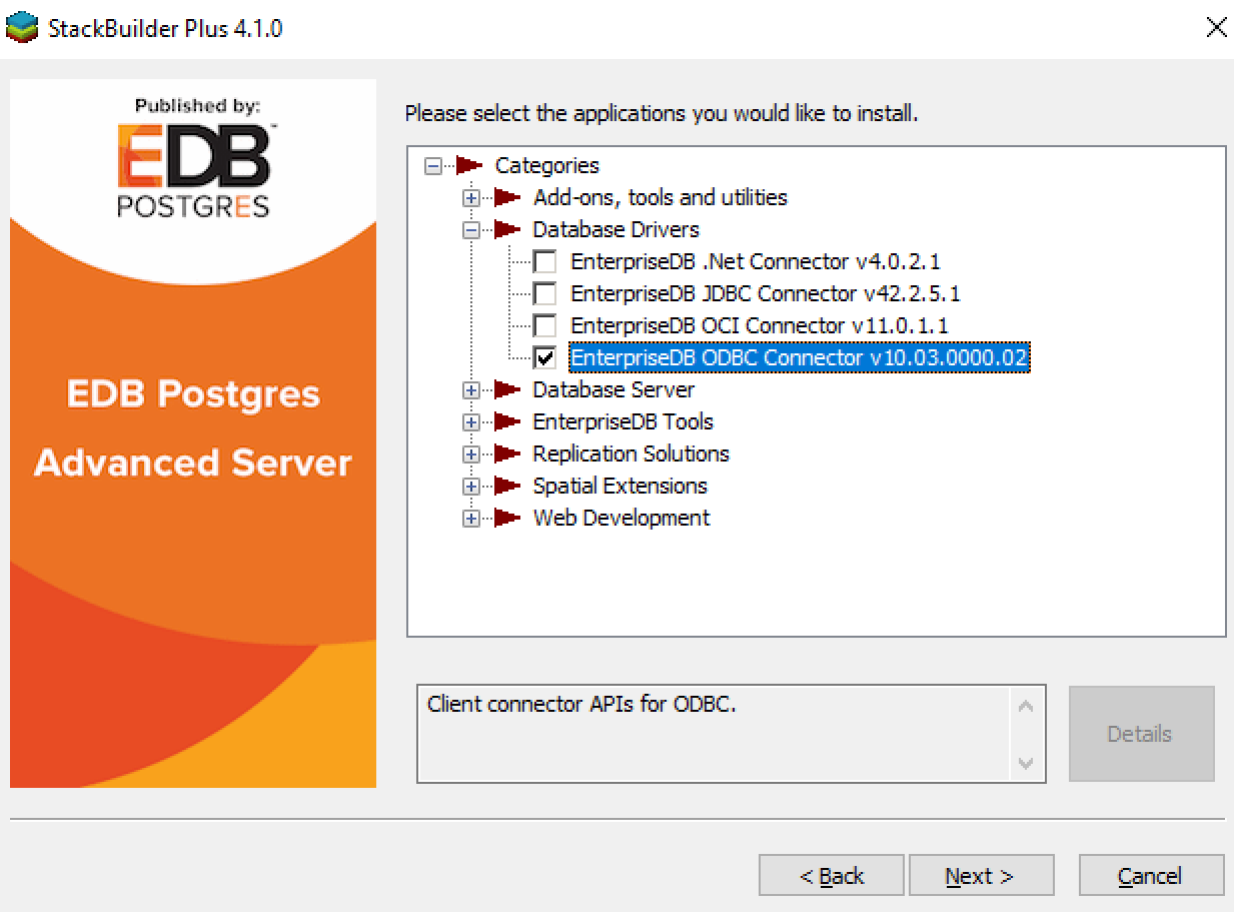 StackBuilder Plus 4.1.0
Published by:
EDB™
POSTGRES
EDB Postgres
Advanced Server
Please select the applications you would like to install.
Categories
Add-ons, tools and utilities
Database Drivers
EnterpriseDB .Net Connector v4.0.2.1
EnterpriseDB JDBC Connector v42.2.5.1
EnterpriseDB OCI Connector v11.0.1.1
EnterpriseDB ODBC Connector v10.03.0000.02
Database Server
EnterpriseDB Tools
Replication Solutions
Spatial Extensions
Web Development
Client connector APIs for ODBC.
Details
< Back
Next >
Cancel